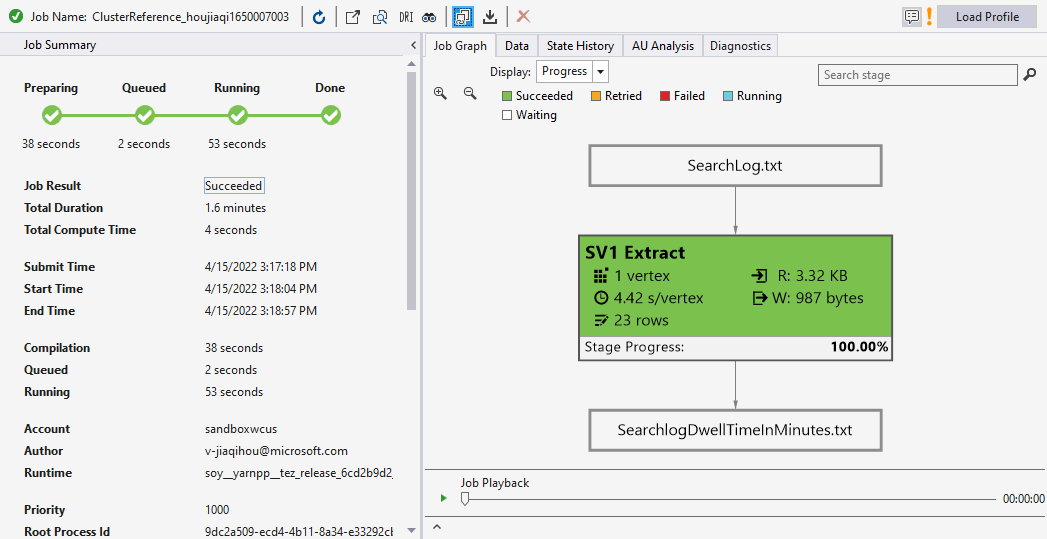 Job Name: ClusterReference_houjiaqi1650007003
DRI
Load Profile
Job Summary
Preparing Queued Running Done
38 seconds 2 seconds 53 seconds
Job Result Succeeded
Total Duration 1.6 minutes
Total Compute Time 4 seconds
Submit Time 4/15/2022 3:17:18 PM
Start Time 4/15/2022 3:18:04 PM
End Time 4/15/2022 3:18:57 PM
Compilation 38 seconds
Queued 2 seconds
Running 53 seconds
Account sandboxwcus
Author v-jiaqihou@microsoft.com
Runtime soy__yarnpp__tez_release_6cd2b9d2_
Priority 1000
Root Process Id 9dc2a509-ecd4-4b11-8a34-e33292cb
Job Graph Data State History AU Analysis Diagnostics
Display: Progress
Search stage
Succeeded Retried Failed Running
Waiting
SearchLog.txt
SV1 Extract
1 vertex R: 3.32 KB
4.42 s/vertex W: 987 bytes
23 rows
Stage Progress: 100.00%
SearchlogDwellTimeInMinutes.txt
Job Playback
00:00:00